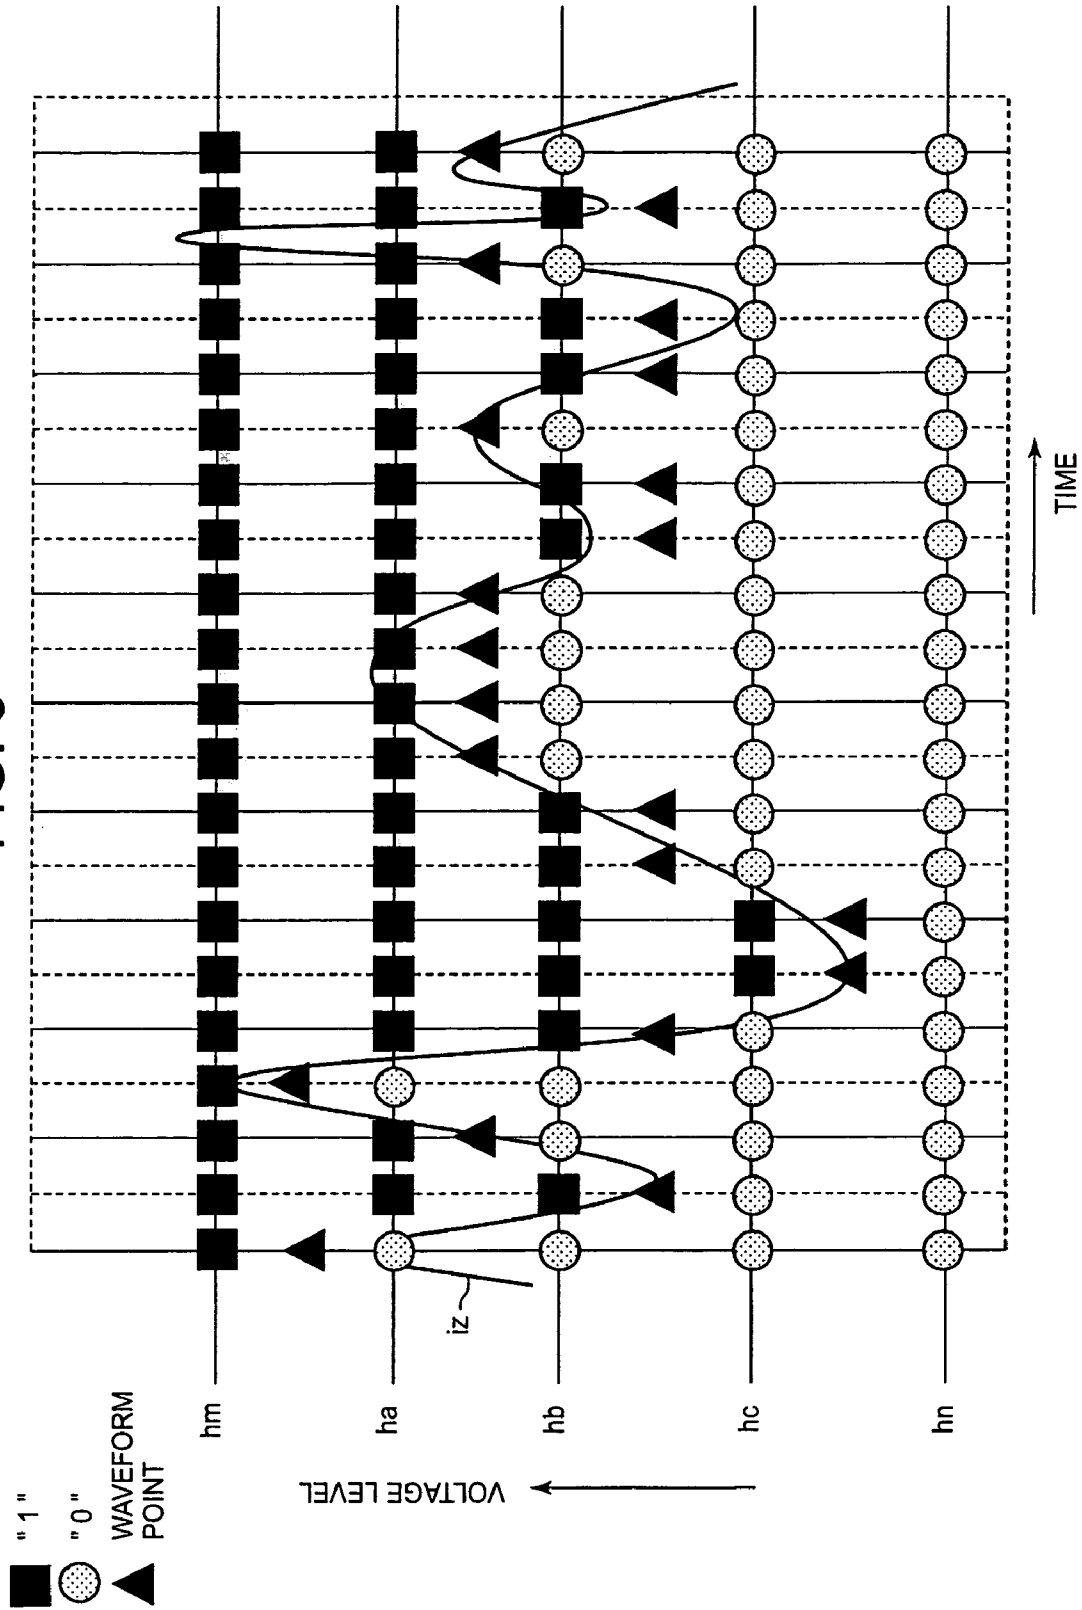 "1"
"0"
WAVEFORM
POINT
hm
ha
hb
hc
hn
VOLTAGE LEVEL
iz
TIME